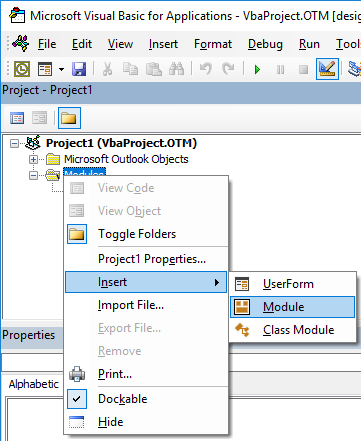 Microsoft Visual Basic for Applications - VbaProject.OTM [desig
File Edit View Insert Format Debug Run
Project - Project1
Project1 (VbaProject.OTM)
Microsoft Outlook Objects
Modules
View Code
View Object
Toggle Folders
Project1 Properties...
Insert
UserForm
Import File...
Module
Export File...
Class Module
Remove
Properties
Print...
Alphabetic
Dockable
Hide